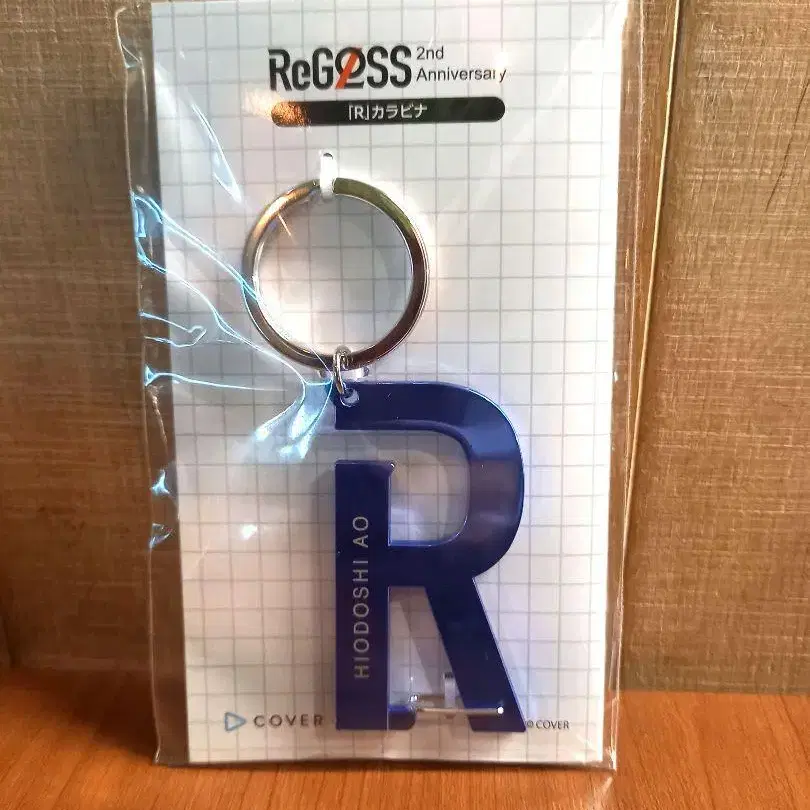 ReGLOSS 2nd
Anniversary
「R」カラビナ
HIODOSHI AO
COVER
© COVER